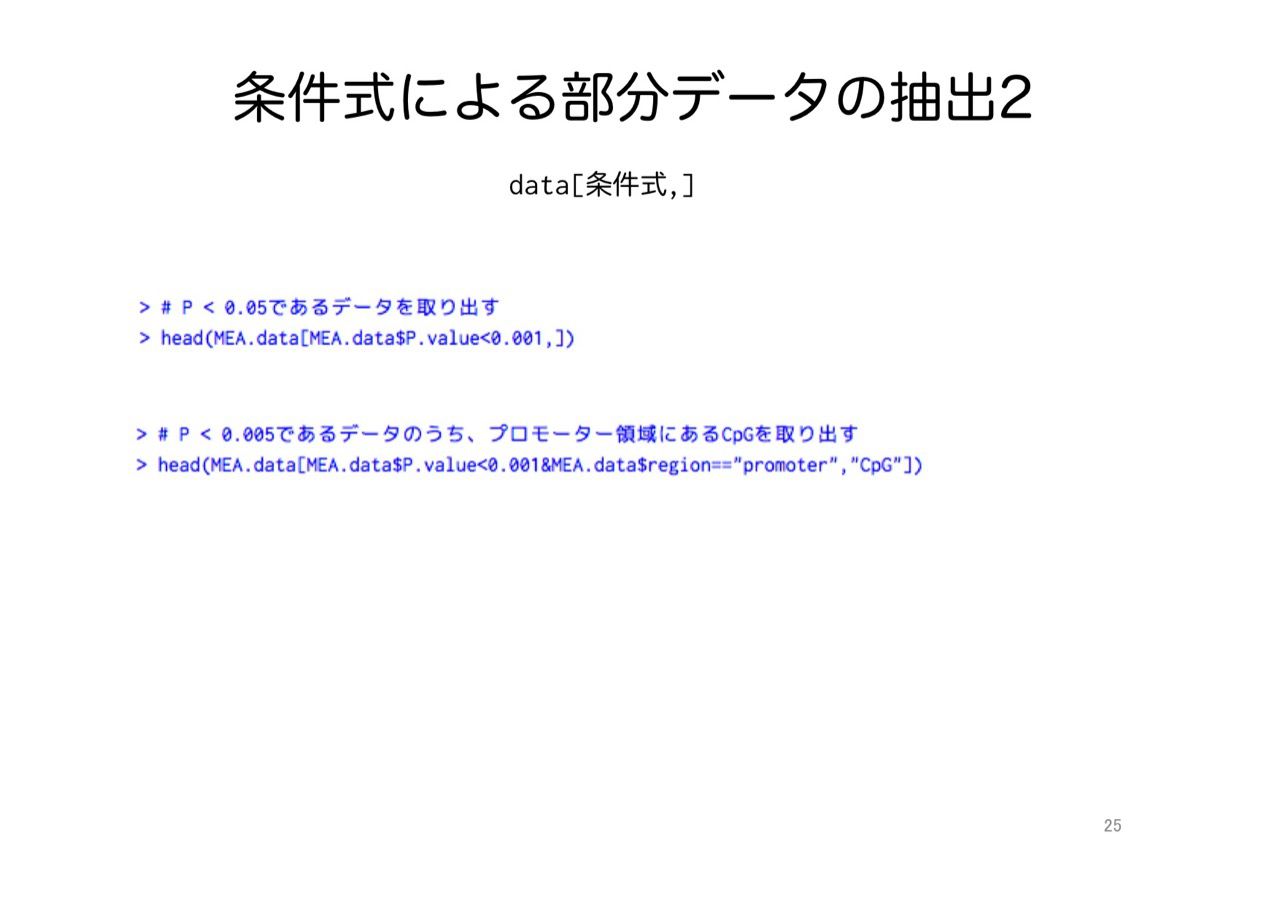 条件式による部分データの抽出2
data[条件式,]
> # P < 0.05であるデータを取り出す
> head(MEA.data[MEA.data$P.value<0.001,])
> # P < 0.005であるデータのうち、プロモーター領域にあるCpGを取り出す
> head(MEA.data[MEA.data$P.value<0.001&MEA.data$region=="promoter","CpG"])
25